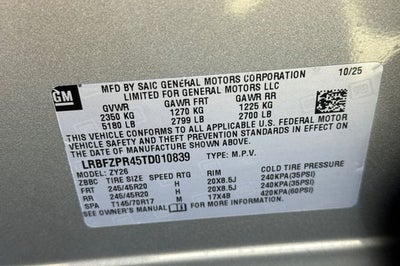 GM
MFD BY SAIC GENERAL MOTORS CORPORATION 10/25
LIMITED FOR GENERAL MOTORS LLC
GVWR GAWR FRT GAWR RR
2350 KG 1270 KG 1225 KG
5180 LB 2799 LB 2700 LB
THIS VEHICLE CONFORMS TO ALL APPLICABLE U.S. FEDERAL MOTOR
VEHICLE SAFETY AND THEFT PREVENTION STANDARDS IN EFFECT ON
THE DATE OF MANUFACTURE SHOWN ABOVE.
LRBFZPR45TD010839 TYPE: M.P.V.
MODEL: ZY26
ZBBC TIRE SIZE SPEED RTG RIM COLD TIRE PRESSURE
FRT 245/45R20 H 20X8.5J 240KPA(35PSI)
RR 245/45R20 H 20X8.5J 240KPA(35PSI)
SPA T145/70R17 M 17X4B 420KPA(60PSI)
SEE OWNER'S MANUAL FOR ADDITIONAL INFORMATION.